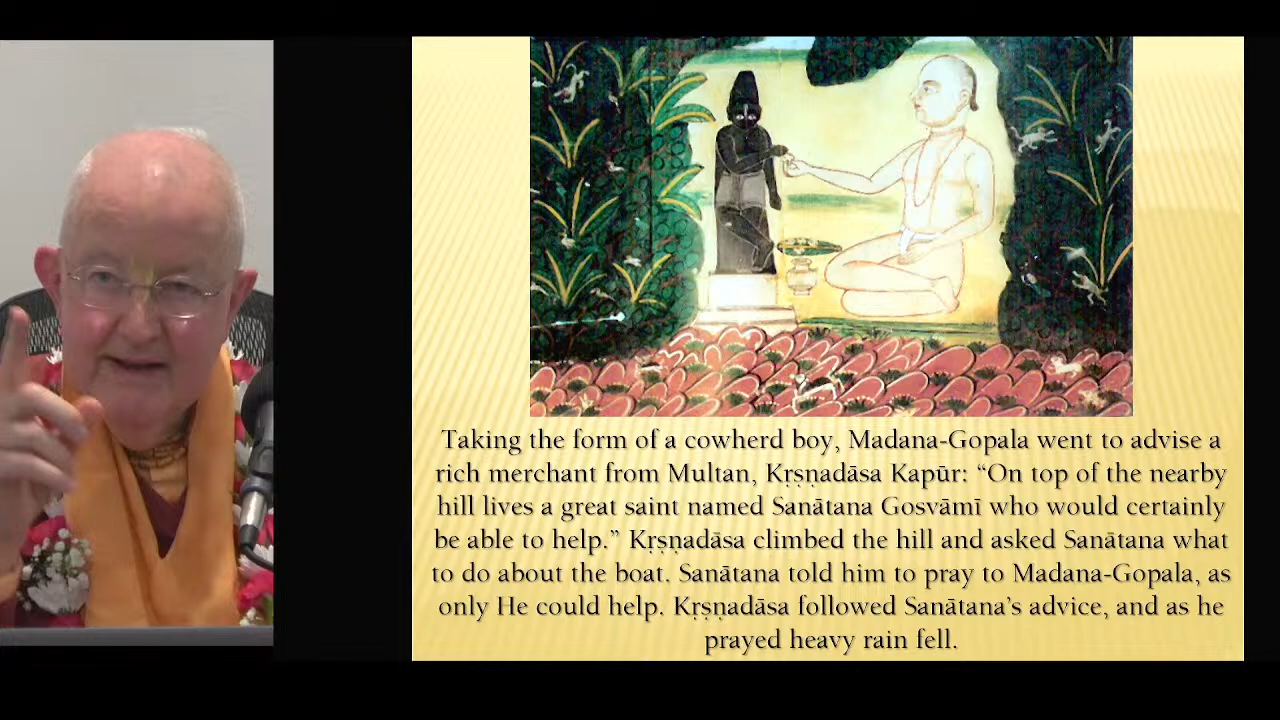 Taking the form of a cowherd boy, Madana-Gopala went to advise a
rich merchant from Multan, Kṛṣṇadāsa Kapūr: “On top of the nearby
hill lives a great saint named Sanātana Gosvāmī who would certainly
be able to help.” Kṛṣṇadāsa climbed the hill and asked Sanātana what
to do about the boat. Sanātana told him to pray to Madana-Gopala, as
only He could help. Kṛṣṇadāsa followed Sanātana’s advice, and as he
prayed heavy rain fell.